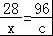 28/x = 96/c